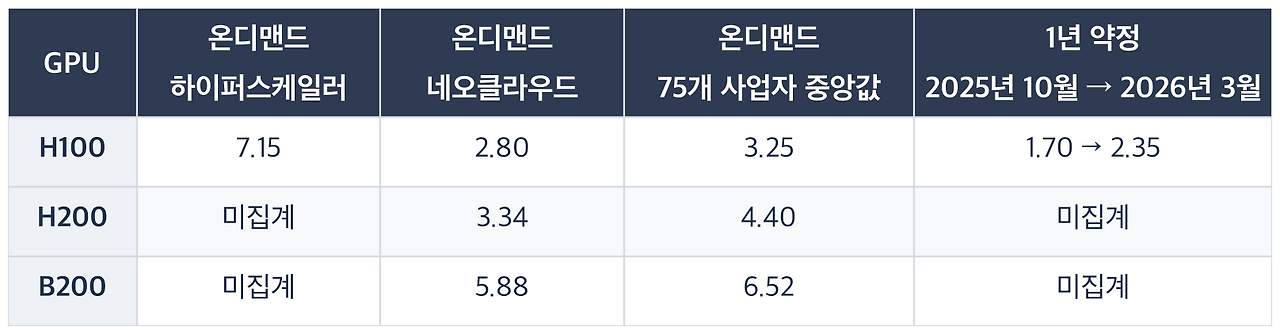 GPU
온디맨드
하이퍼스케일러
온디맨드
네오클라우드
온디맨드
75개 사업자 중앙값
1년 약정
2025년 10월 → 2026년 3월
H100 7.15 2.80 3.25 1.70 → 2.35
H200 미집계 3.34 4.40 미집계
B200 미집계 5.88 6.52 미집계